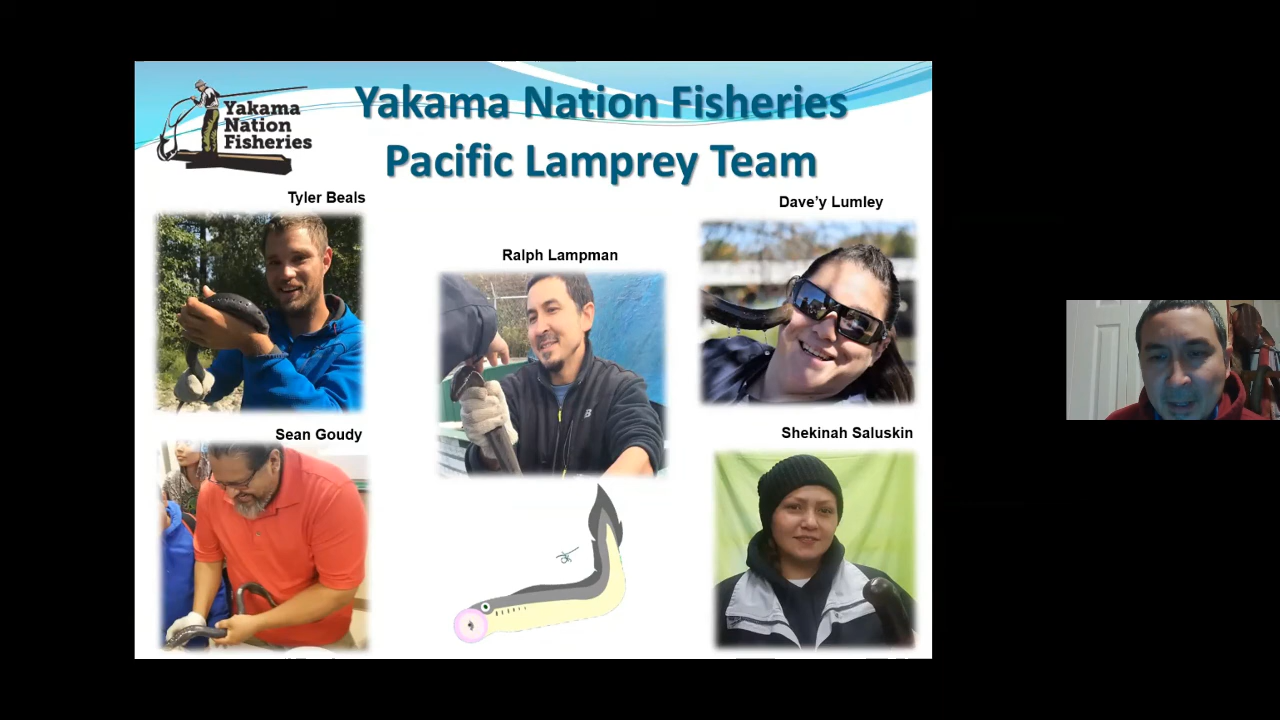 Yakama
Nation
Fisheries
Yakama Nation Fisheries
Pacific Lamprey Team
Tyler Beals
Dave'y Lumley
Ralph Lampman
Sean Goudy
Shekinah Saluskin